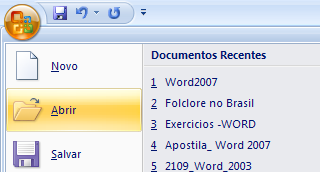 Documentos Recentes
Novo
1 Word2007
2 Folclore no Brasil
Abrir
3 Exercicios -WORD
4 Apostila_ Word 2007
Salvar
5 2109_Word_2003